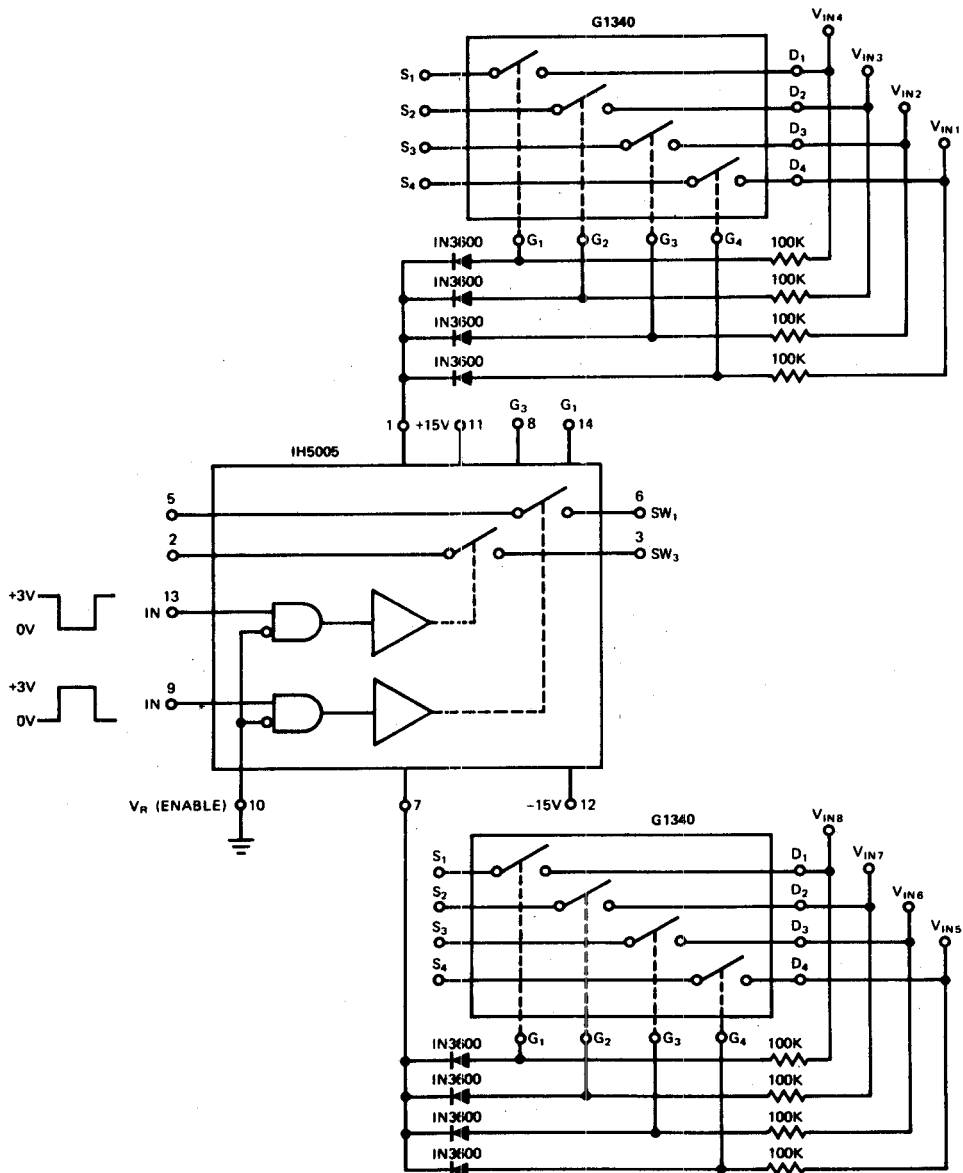 G1340
VIN4
VIN3
VIN2
VIN1
S1
S2
S3
S4
D1
D2
D3
D4
G1
G2
G3
G4
IN3600
100K
IN3600
100K
IN3600
100K
IN3600
100K
1
+15V
11
G3
8
G1
14
IH5005
5
6
SW1
2
3
SW3
+3V
0V
IN
13
+3V
0V
IN
9
VR (ENABLE)
10
7
-15V
12
G1340
VIN8
VIN7
VIN6
VIN5
S1
S2
S3
S4
D1
D2
D3
D4
G1
G2
G3
G4
IN3600
100K
IN3600
100K
IN3600
100K
IN3600
100K